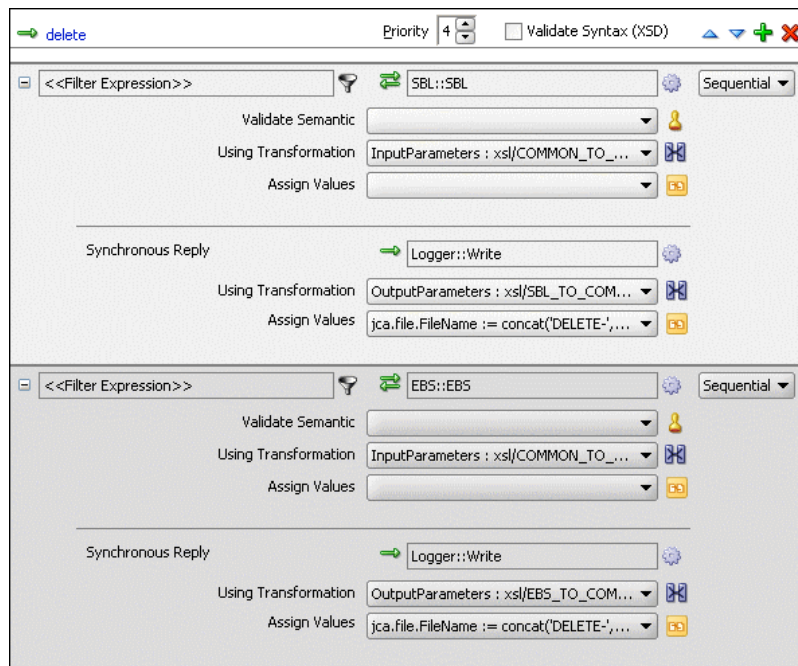 delete Priority 4 Validate Syntax (XSD)
<<Filter Expression>> SBL::SBL Sequential
Validate Semantic
Using Transformation InputParameters : xsl/COMMON_TO_...
Assign Values
Synchronous Reply Logger::Write
Using Transformation OutputParameters : xsl/SBL_TO_COM...
Assign Values jca.file.FileName := concat('DELETE-',...
<<Filter Expression>> EBS::EBS Sequential
Validate Semantic
Using Transformation InputParameters : xsl/COMMON_TO_...
Assign Values
Synchronous Reply Logger::Write
Using Transformation OutputParameters : xsl/EBS_TO_COM...
Assign Values jca.file.FileName := concat('DELETE-',...